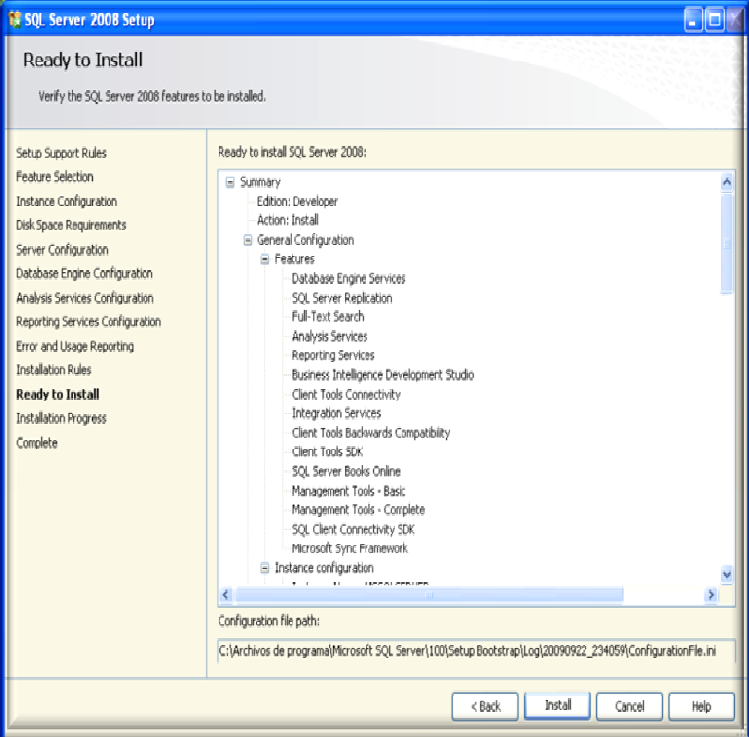 SQL Server 2008 Setup
Ready to Install
Verify the SQL Server 2008 features to be installed.
Setup Support Rules
Feature Selection
Instance Configuration
Disk Space Requirements
Server Configuration
Database Engine Configuration
Analysis Services Configuration
Reporting Services Configuration
Error and Usage Reporting
Installation Rules
Ready to Install
Installation Progress
Complete
Ready to install SQL Server 2008:
Summary
Edition: Developer
Action: Install
General Configuration
Features
Database Engine Services
SQL Server Replication
Full-Text Search
Analysis Services
Reporting Services
Business Intelligence Development Studio
Client Tools Connectivity
Integration Services
Client Tools Backwards Compatibility
Client Tools SDK
SQL Server Books Online
Management Tools - Basic
Management Tools - Complete
SQL Client Connectivity SDK
Microsoft Sync Framework
Instance configuration
Configuration file path:
C:\Archivos de programa\Microsoft SQL Server\100\Setup Bootstrap\Log\20090922_234059\ConfigurationFile.ini
< Back
Install
Cancel
Help